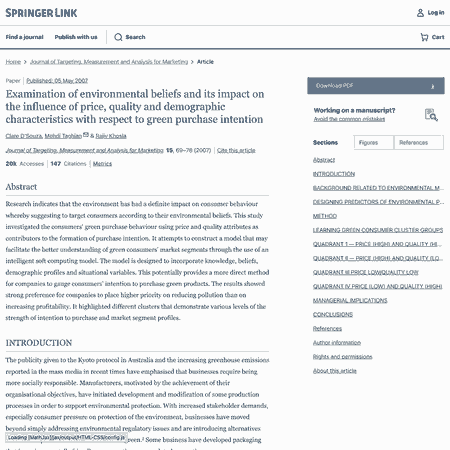 SPRINGER LINK
Log in
Find a journal
Publish with us
Search
Cart
Home > Journal of Targeting, Measurement and Analysis for Marketing > Article
Paper | Published: 05 May 2007
Examination of environmental beliefs and its impact on
the influence of price, quality and demographic
characteristics with respect to green purchase intention
Clare D'Souza, Mehdi Taghian & Rajiv Khosla
Journal of Targeting, Measurement and Analysis for Marketing 15, 69–78 (2007) | Cite this article
20k Accesses | 147 Citations | Metrics
Abstract
Research indicates that the environment has had a definite impact on consumer behaviour
whereby suggesting to target consumers according to their environmental beliefs. This study
investigated the consumers' green purchase behaviour using price and quality attributes as
contributors to the formation of purchase intention. It attempts to construct a model that may
facilitate the better understanding of green consumers' market segments through the use of an
intelligent soft computing model. The model is designed to incorporate knowledge, beliefs,
demographic profiles and situational variables. This potentially provides a more direct method
for companies to gauge consumers' intention to purchase green products. The results showed
strong preference for companies to place higher priority on reducing pollution than on
increasing profitability. It highlighted different clusters that demonstrate various levels of the
strength of intention to purchase and market segment profiles.
INTRODUCTION
The publicity given to the Kyoto protocol in Australia and the increasing greenhouse emissions
reported in the mass media in recent times have emphasised that businesses require being
more socially responsible. Manufacturers, motivated by the achievement of their
organisational objectives, have initiated development and modification of some production
processes in order to support environmental protection. With increased stakeholder demands,
especially consumer pressure on protection of the environment, businesses have moved
beyond simply addressing environmental regulatory issues and are introducing alternatives
Loading [MathJax]/jax/output/HTML-CSS/config.js
green. Some business have developed packaging
Download PDF
Working on a manuscript?
Avoid the common mistakes
Sections
Figures
References
Abstract
INTRODUCTION
BACKGROUND RELATED TO ENVIRONMENTAL M...
DESIGNING PREDICTORS OF ENVIRONMENTAL P...
METHOD
LEARNING GREEN CONSUMER CLUSTER GROUPS
QUADRANT 1 — PRICE (HIGH) AND QUALITY (HI...
QUADRANT II — PRICE (HIGH) AND QUALITY (LO...
QUADRANT III PRICE LOW/QUALITY LOW
QUADRANT IV PRICE (LOW) AND QUALITY (HIGH)
MANAGERIAL IMPLICATIONS
CONCLUSIONS
References
Author information
Rights and permissions
About this article